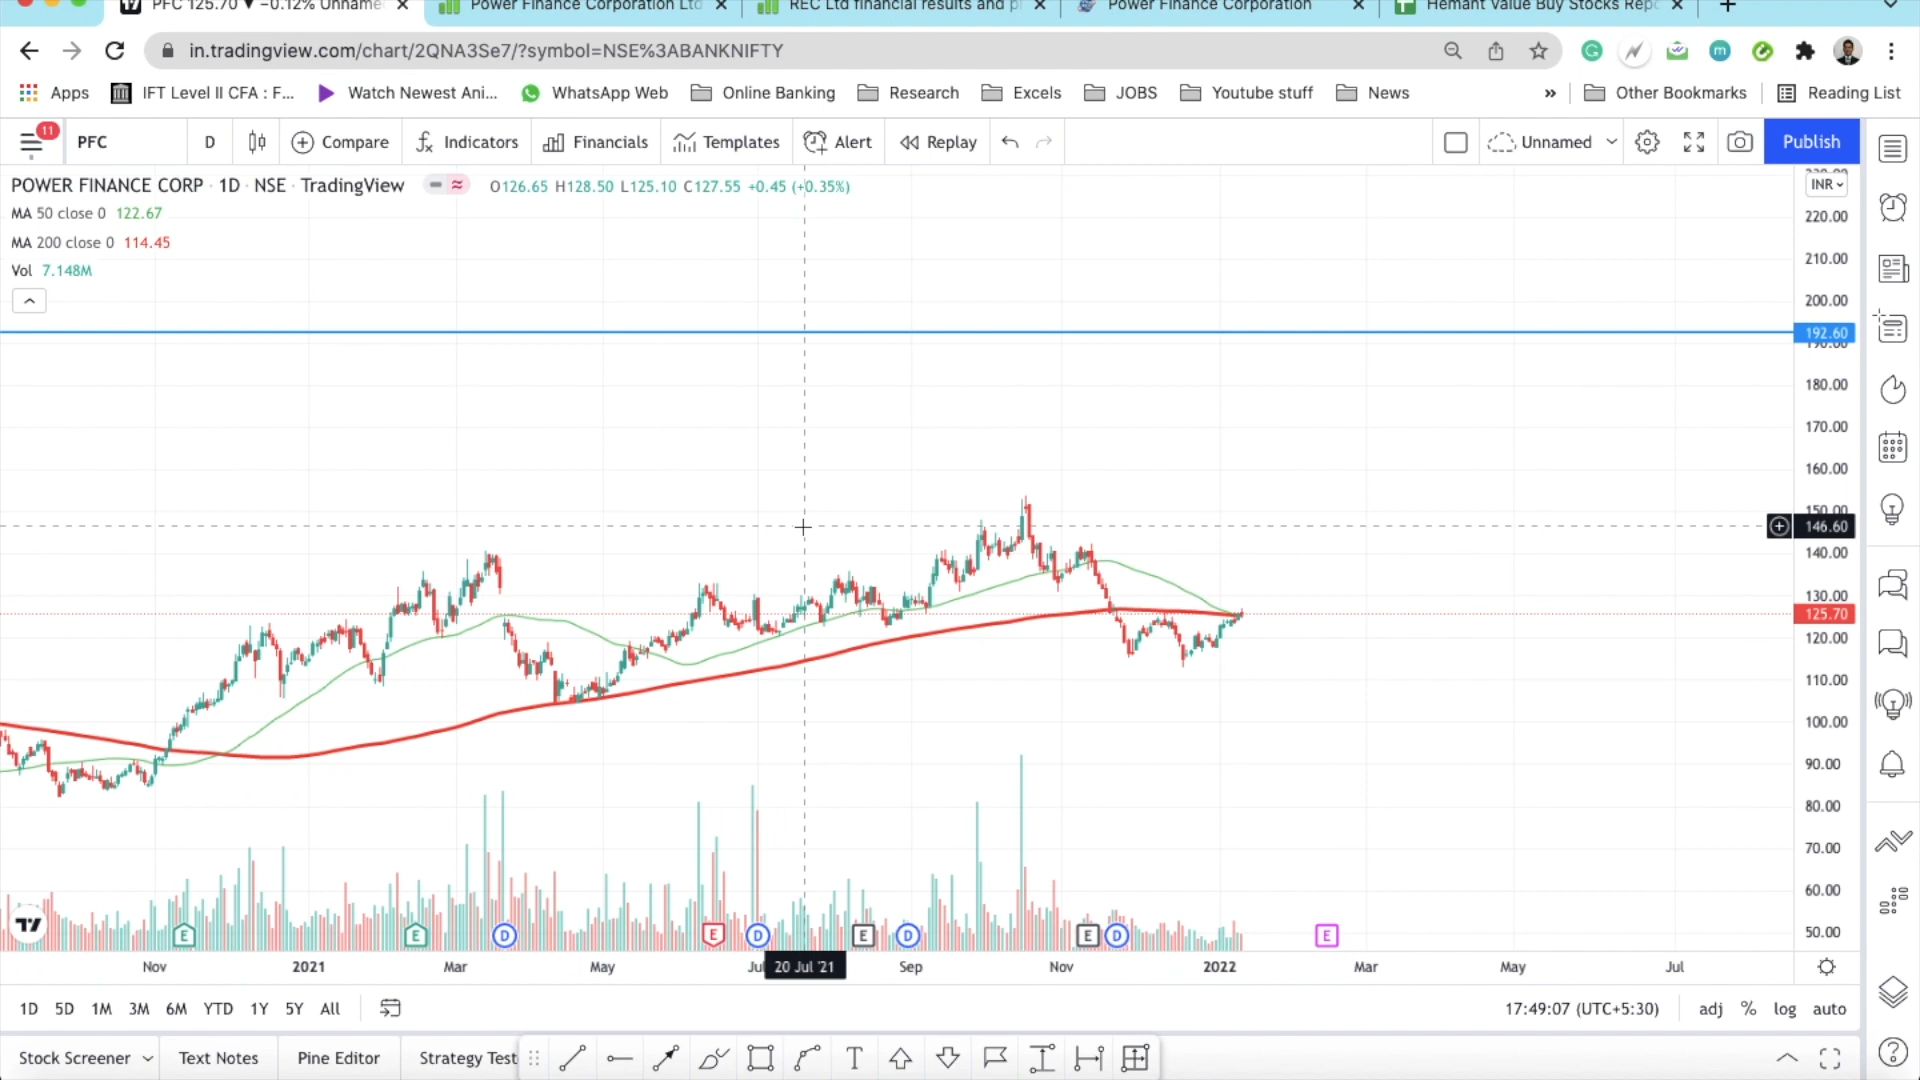 PFC 125.70 ▼ −0.12% Unname
Power Finance Corporation Ltd
REC Ltd financial results and p
Power Finance Corporation
Hemant Value Buy Stocks Repo
in.tradingview.com/chart/2QNA3Se7/?symbol=NSE%3ABANKNIFTY
Apps
IFT Level II CFA : F...
Watch Newest Ani...
WhatsApp Web
Online Banking
Research
Excels
JOBS
Youtube stuff
News
»
Other Bookmarks
Reading List
11
PFC
D
Compare
Indicators
Financials
Templates
Alert
Replay
Unnamed
Publish
POWER FINANCE CORP · 1D · NSE · TradingView
O126.65 H128.50 L125.10 C127.55 +0.45 (+0.35%)
INR
MA 50 close 0 122.67
MA 200 close 0 114.45
Vol 7.148M
220.00
210.00
200.00
192.60
190.00
180.00
170.00
160.00
150.00
146.60
140.00
130.00
125.70
120.00
110.00
100.00
90.00
80.00
70.00
60.00
50.00
E
E
D
E
D
E
D
E
D
E
Nov
2021
Mar
May
Jul
20 Jul '21
Sep
Nov
2022
Mar
May
Jul
1D 5D 1M 3M 6M YTD 1Y 5Y All
17:49:07 (UTC+5:30)
adj % log auto
Stock Screener
Text Notes
Pine Editor
Strategy Test